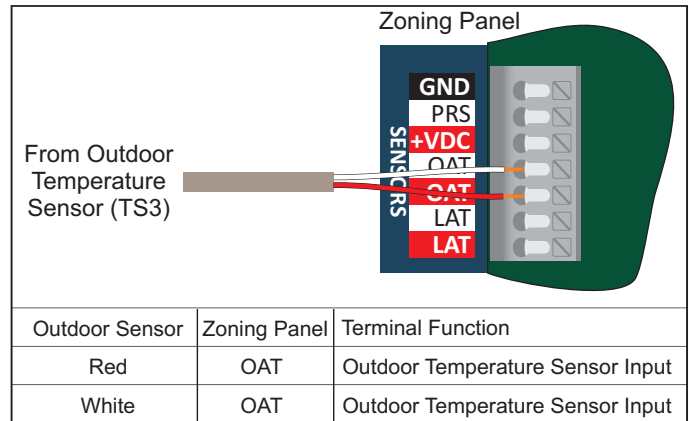 Zoning Panel
GND
PRS
+VDC
OAT
OAT
LAT
LAT
SENSORS
From Outdoor
Temperature
Sensor (TS3)
Outdoor Sensor Zoning Panel Terminal Function
Red OAT Outdoor Temperature Sensor Input
White OAT Outdoor Temperature Sensor Input